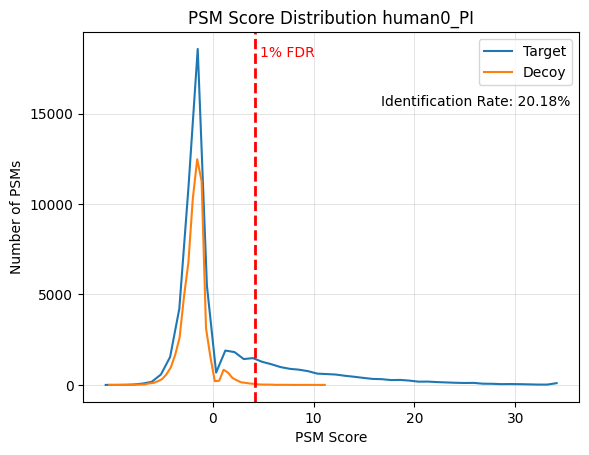 PSM Score Distribution human0_PI
1% FDR
Target
Decoy
Identification Rate: 20.18%
Number of PSMs
15000
10000
5000
0
0 10 20 30
PSM Score